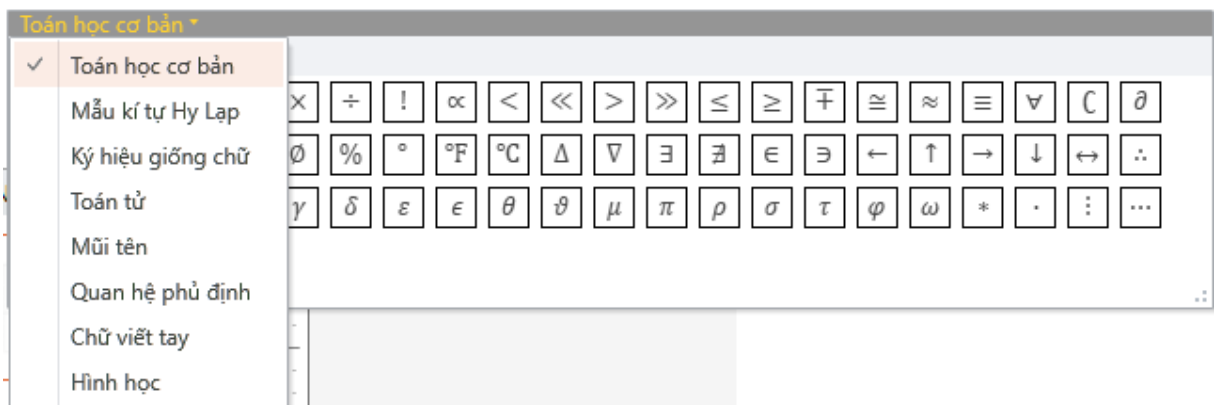 Toán học cơ bản
Toán học cơ bản
× ÷ ! ∝ < ≪ > ≫ ≤ ≥ ∓ ≅ ≈ ≡ ∀ ∁ ∂
Mẫu kí tự Hy Lạp
Ký hiệu giống chữ
∅ % ° °F °C ∆ ∇ ∃ ∄ ∈ ∋ ← ↑ → ↓ ↔ ∴
Toán tử
γ δ ε ϵ θ ϑ μ π ρ σ τ φ ω * ∙ ⋮ ⋯
Mũi tên
Quan hệ phủ định
Chữ viết tay
Hình học